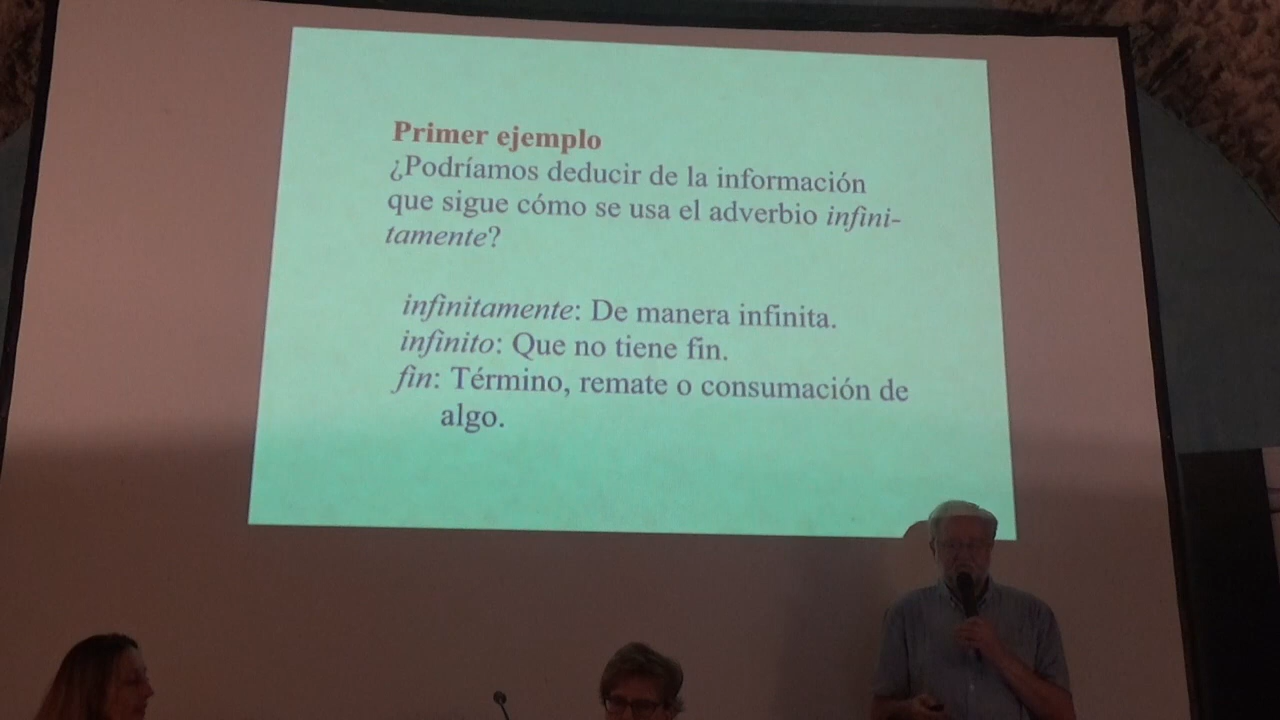 Primer ejemplo
¿Podríamos deducir de la información
que sigue cómo se usa el adverbio infini-
tamente?
infinitamente: De manera infinita.
infinito: Que no tiene fin.
fin: Término, remate o consumación de
algo.